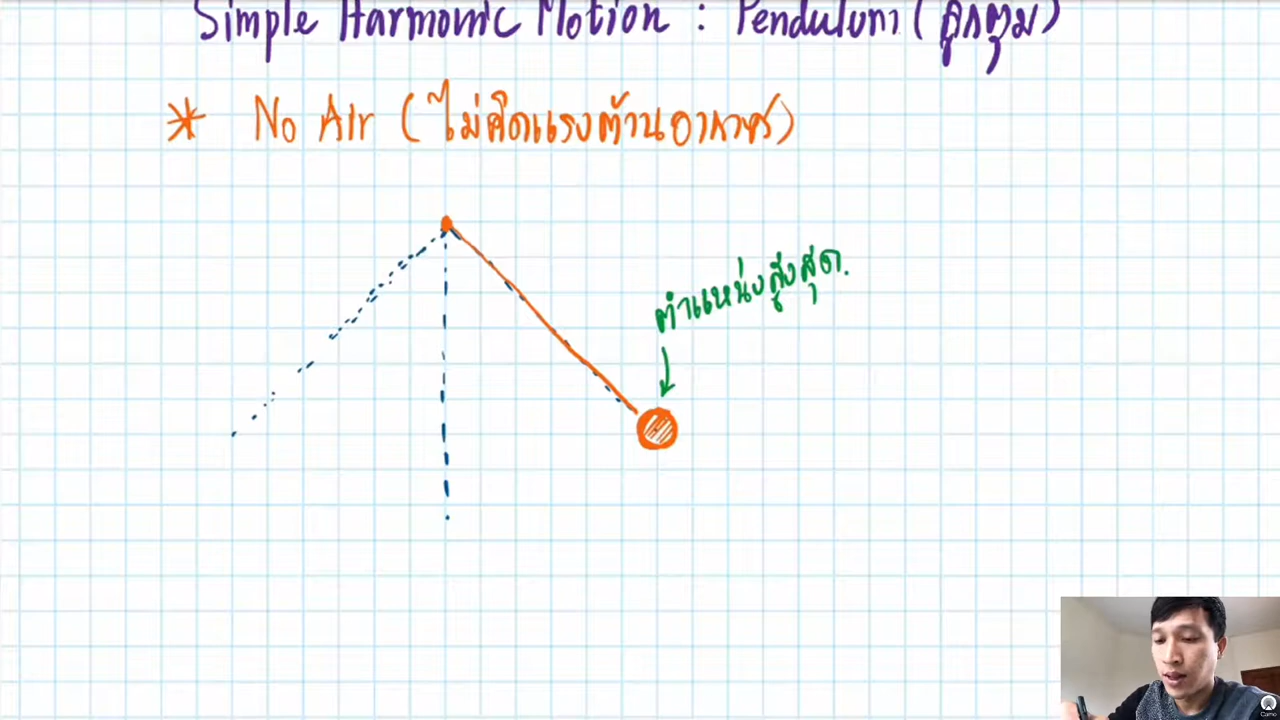 Simple Harmonic Motion : Pendulum (ลูกตุ้ม)
* No Air (ไม่คิดแรงต้านอากาศ)
ตำแหน่งสูงสุด.
Camo